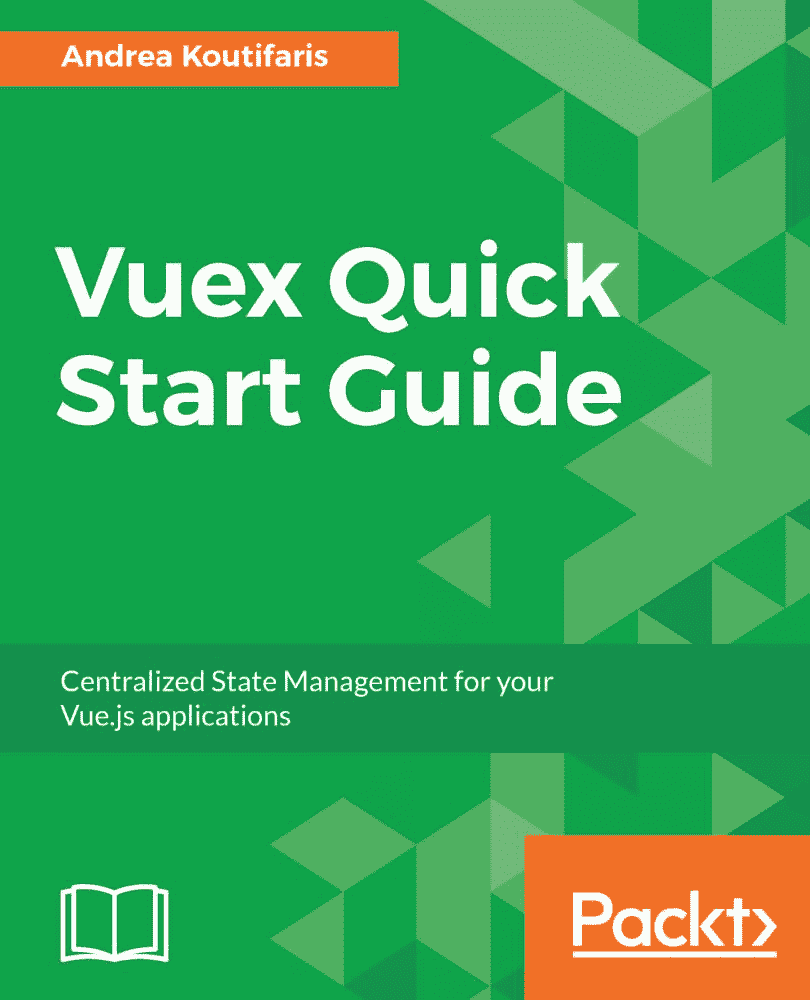 Andrea Koutifaris
Vuex Quick
Start Guide
Centralized State Management for your
Vue.js applications
Packt>